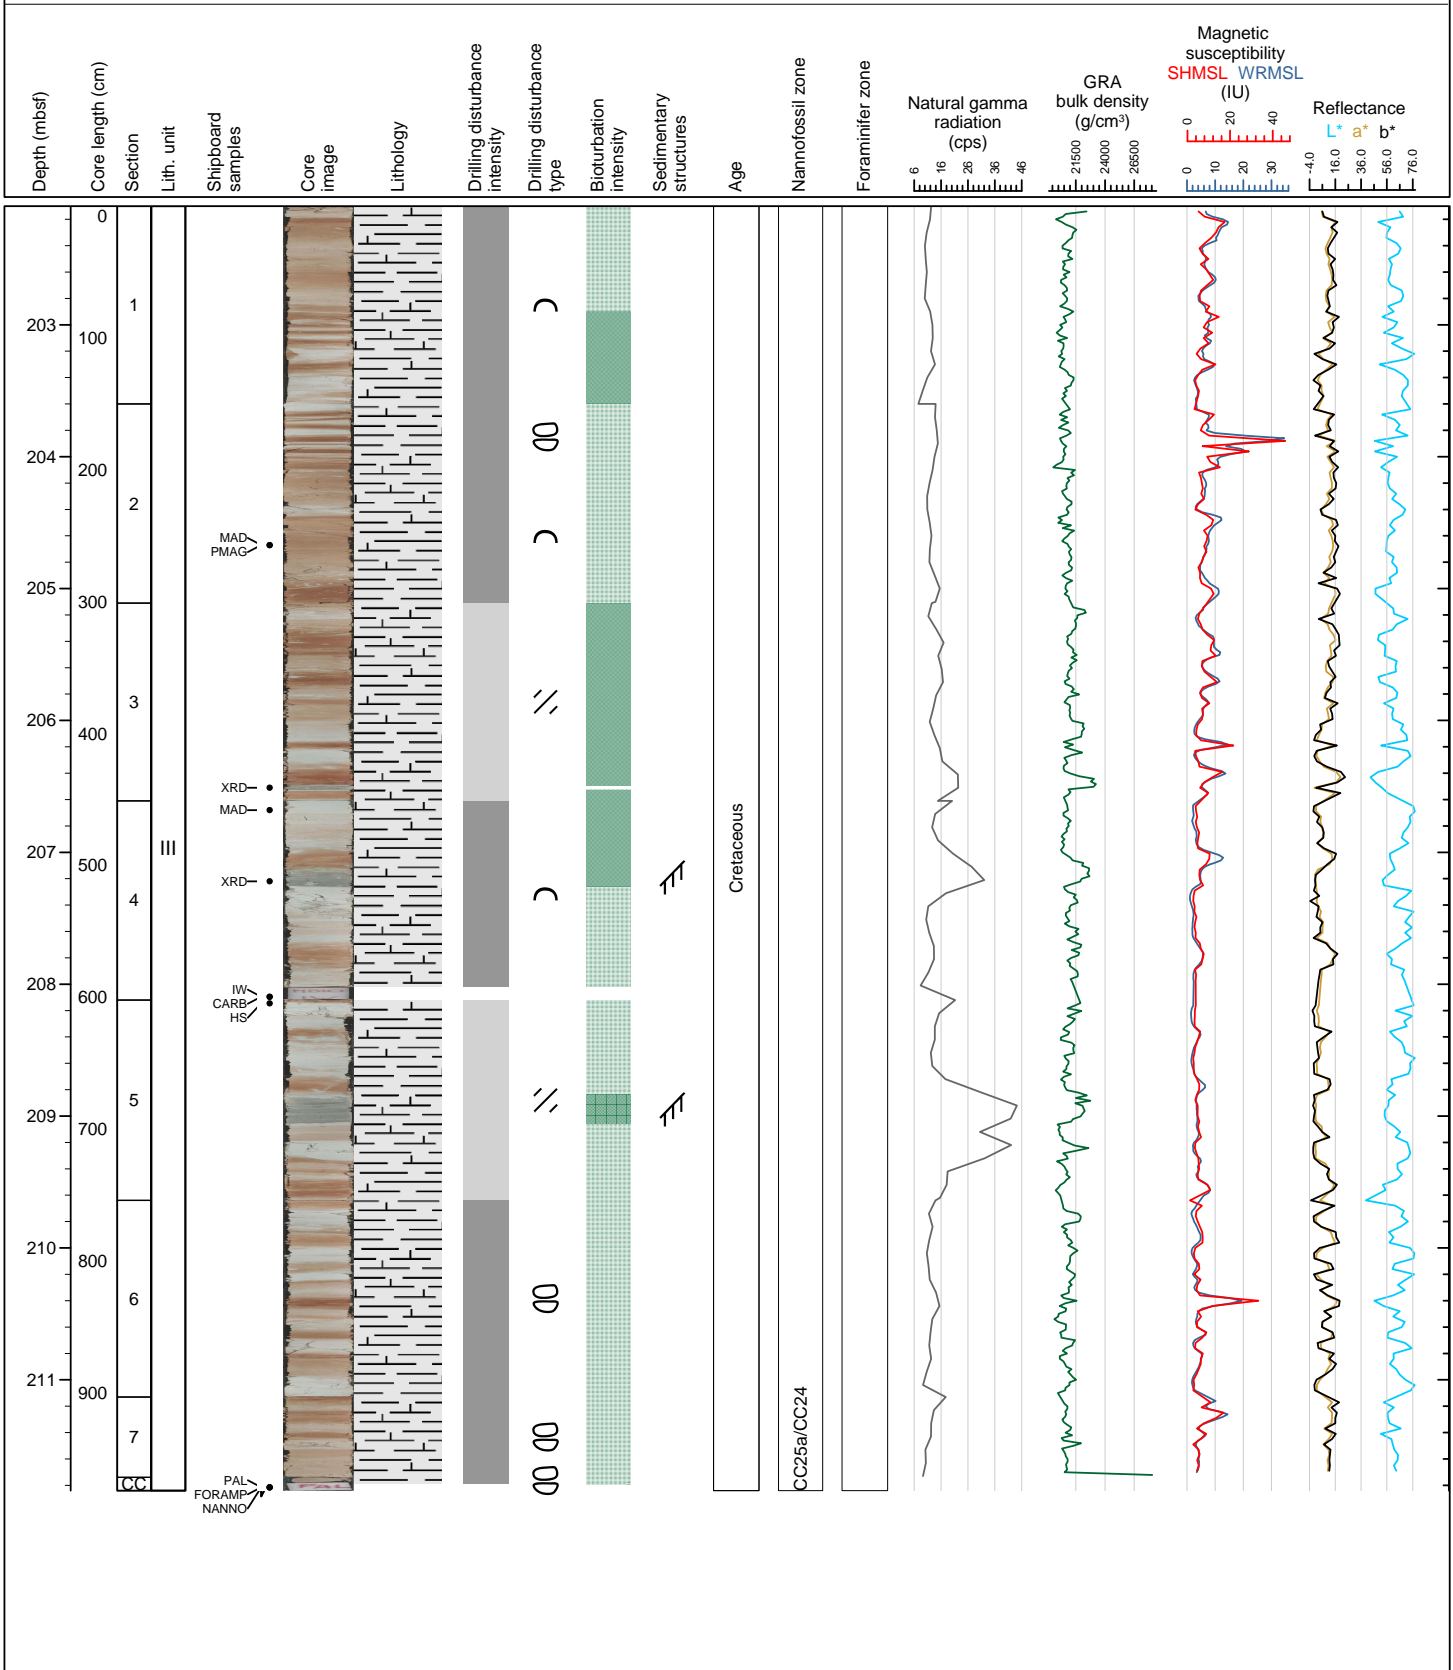 Depth (mbsf)
Core length (cm)
Section
Lith. unit
Shipboard
samples
Core
image
Lithology
Drilling disturbance
intensity
Drilling disturbance
type
Bioturbation
intensity
Sedimentary
structures
Age
Nannofossil zone
Foraminifer zone
Natural gamma
radiation
(cps)
6 16 26 36 46
GRA
bulk density
(g/cm³)
21500 24000 26500
Magnetic
susceptibility
SHMSL WRMSL
(IU)
0 20 40
0 10 20 30
Reflectance
L* a* b*
-4.0 16.0 36.0 56.0 76.0
203
204
205
206
207
208
209
210
211
0
100
200
300
400
500
600
700
800
900
1
2
3
4
5
6
7
CC
III
MAD
PMAG
XRD
MAD
XRD
IW
CARB
HS
PAL
FORAMP
NANNO
PAL
Cretaceous
CC25a/CC24